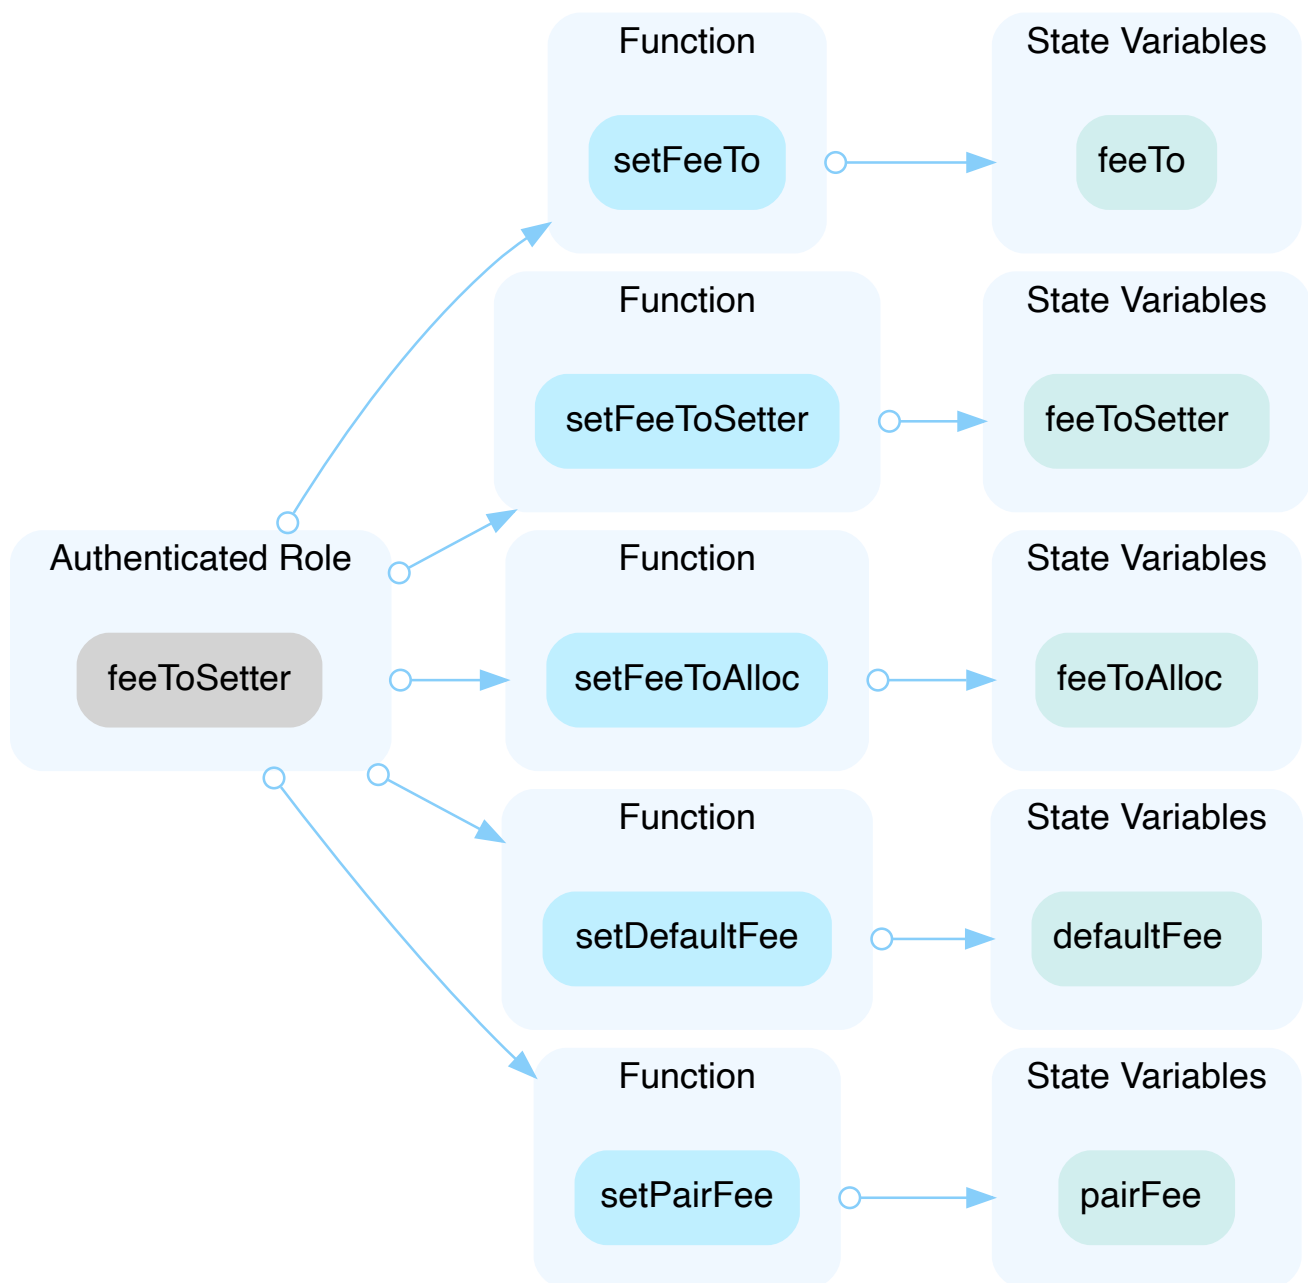 Function
State Variables
setFeeTo
feeTo
Function
State Variables
setFeeToSetter
feeToSetter
Authenticated Role
Function
State Variables
feeToSetter
setFeeToAlloc
feeToAlloc
Function
State Variables
setDefaultFee
defaultFee
Function
State Variables
setPairFee
pairFee